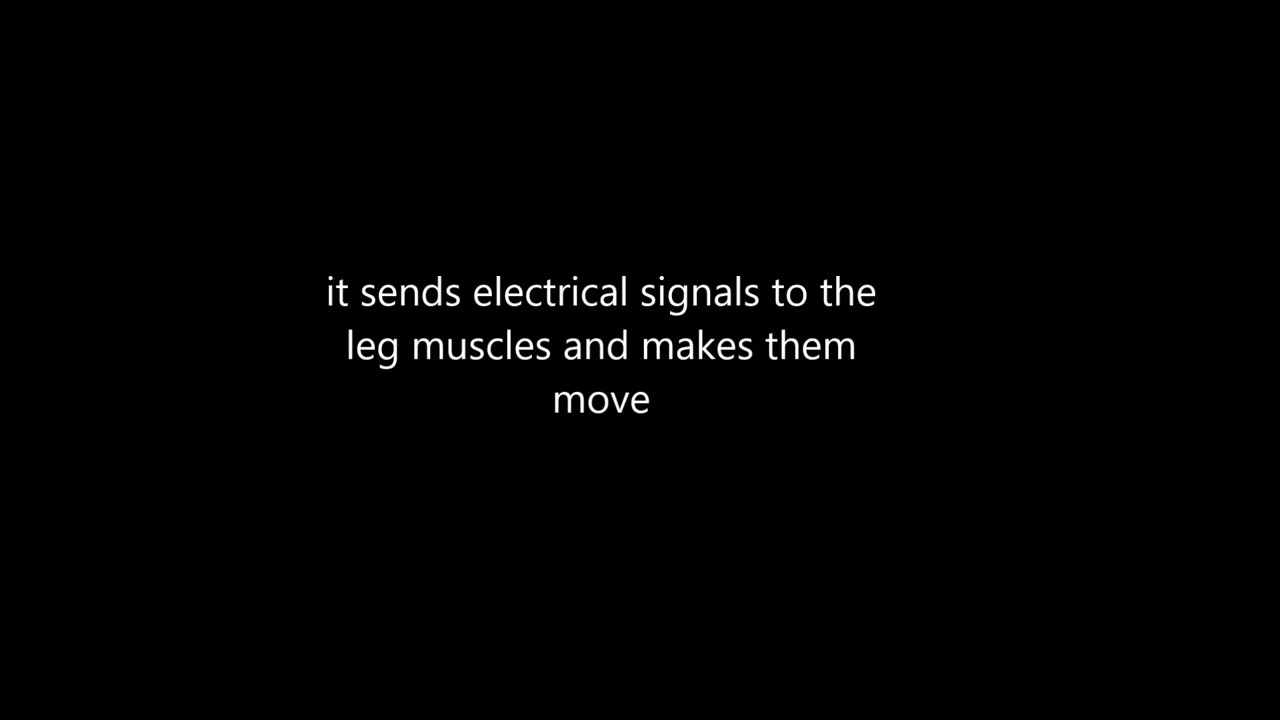 it sends electrical signals to the
leg muscles and makes them
move